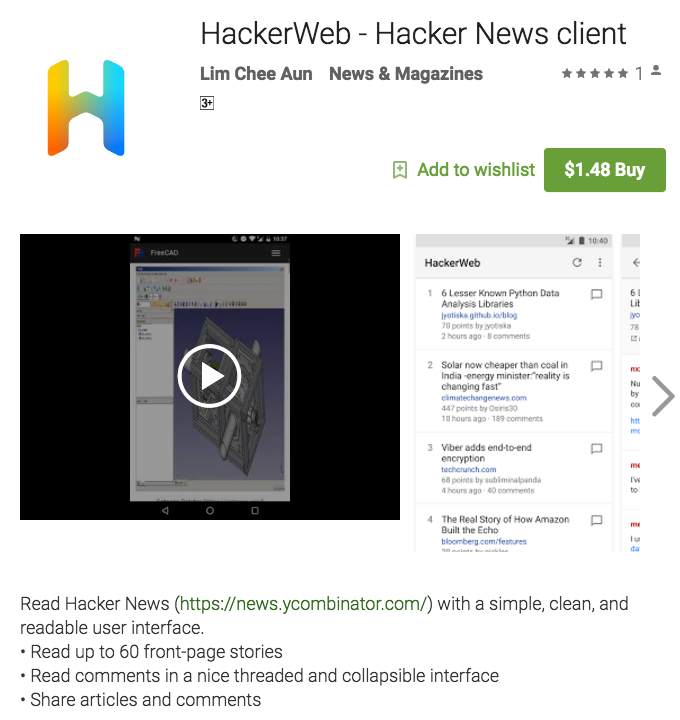 HackerWeb - Hacker News client
Lim Chee Aun News & Magazines
1
3+
Add to wishlist
$1.48 Buy
10:37
FreeCAD
10:40
HackerWeb
1 6 Lesser Known Python Data
Analysis Libraries
jyotiska.github.io/blog
78 points by jyotiska
2 hours ago - 8 comments
2 Solar now cheaper than coal in
India -energy minister:“reality is
changing fast”
climatechangenews.com
447 points by Osiris30
10 hours ago - 189 comments
3 Viber adds end-to-end
encryption
techcrunch.com
68 points by subliminalpanda
4 hours ago - 40 comments
4 The Real Story of How Amazon
Built the Echo
bloomberg.com/features
Read Hacker News (https://news.ycombinator.com/) with a simple, clean, and
readable user interface.
• Read up to 60 front-page stories
• Read comments in a nice threaded and collapsible interface
• Share articles and comments